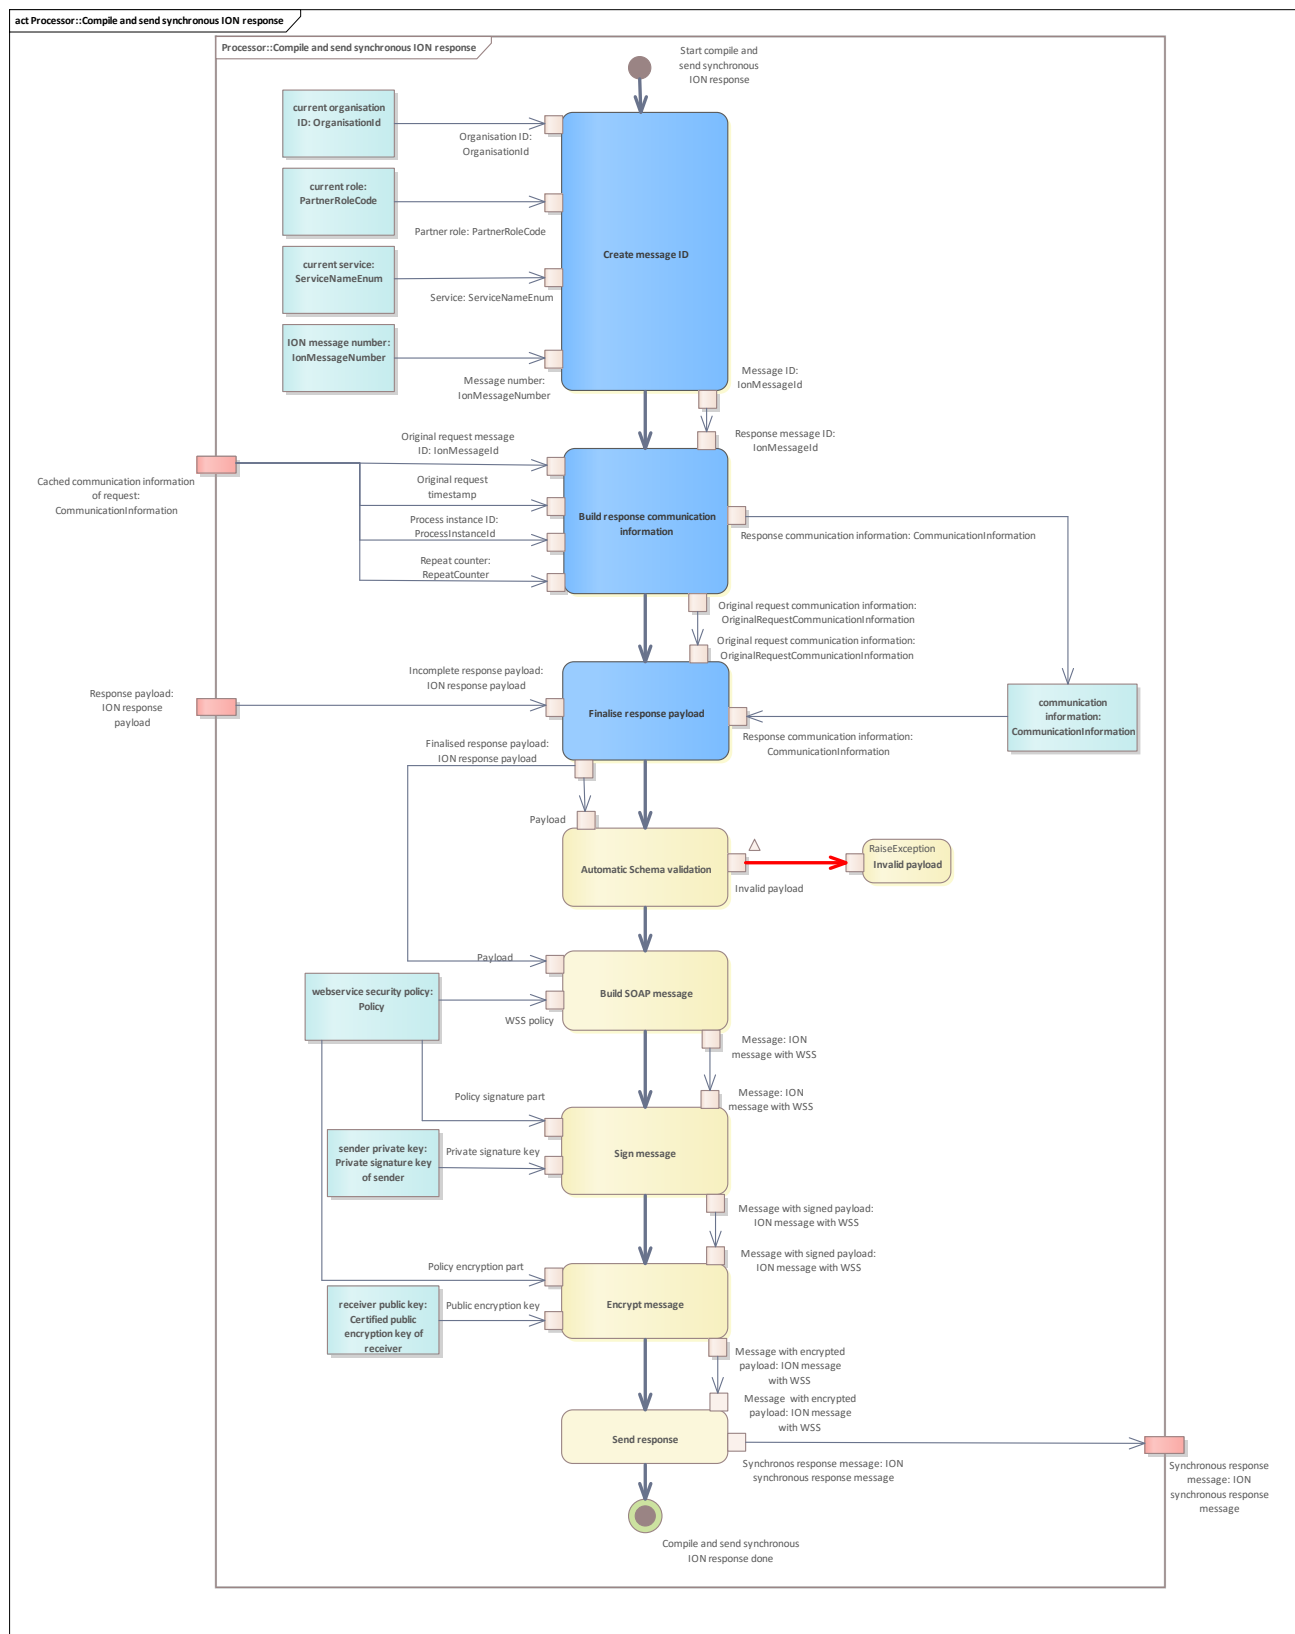 act Processor::Compile and send synchronous ION response
Processor::Compile and send synchronous ION response
Start compile and
send synchronous
ION response
current organisation
ID: OrganisationId
Organisation ID:
OrganisationId
current role:
PartnerRoleCode
Partner role: PartnerRoleCode
Create message ID
current service:
ServiceNameEnum
Service: ServiceNameEnum
ION message number:
IonMessageNumber
Message number:
IonMessageNumber
Message ID:
IonMessageId
Response message ID:
IonMessageId
Original request message
ID: IonMessageId
Cached communication information
of request:
CommunicationInformation
Original request
timestamp
Process instance ID:
ProcessInstanceId
Repeat counter:
RepeatCounter
Build response communication
information
Response communication information: CommunicationInformation
Original request communication information:
OriginalRequestCommunicationInformation
Original request communication information:
OriginalRequestCommunicationInformation
Incomplete response payload:
ION response payload
Response payload:
ION response
payload
Finalise response payload
communication
information:
CommunicationInformation
Response communication information:
CommunicationInformation
Finalised response payload:
ION response payload
Payload
Automatic Schema validation
Invalid payload
RaiseException
Invalid payload
Payload
Build SOAP message
webservice security policy:
Policy
WSS policy
Message: ION
message with WSS
Message: ION
message with WSS
Policy signature part
sender private key:
Private signature key
of sender
Private signature key
Sign message
Message with signed payload:
ION message with WSS
Message with signed payload:
ION message with WSS
Policy encryption part
receiver public key:
Certified public
encryption key of
receiver
Public encryption key
Encrypt message
Message with encrypted
payload: ION message
with WSS
Message  with encrypted
payload: ION message
with WSS
Send response
Synchronos response message: ION
synchronous response message
Synchronous response
message: ION
synchronous response
message
Compile and send synchronous
ION response done